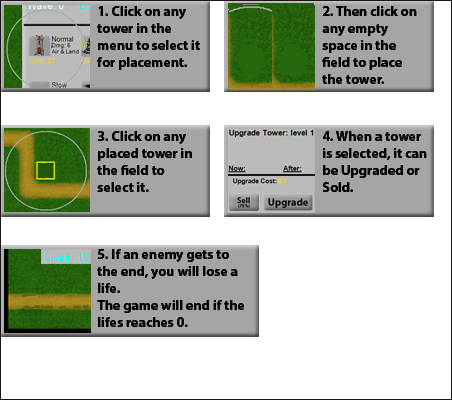 Wave: 0
Normal
Dmg: 6
Air & Land
Slow
1. Click on any
tower in the
menu to select it
for placement.
2. Then click on
any empty
space in the
field to place
the tower.
3. Click on any
placed tower in
the field to
select it.
Upgrade Tower: level 1
Now: After:
Upgrade Cost:
Sell
(75%)
Upgrade
4. When a tower
is selected, it can
be Upgraded or
Sold.
5. If an enemy gets to
the end, you will lose a
life.
The game will end if the
lifes reaches 0.